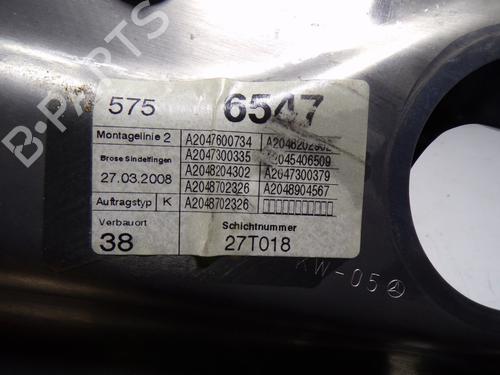 B-PARTS
575 6547
Montagelinie 2 A2047600734 A2048202902
Brose Sindelfingen A2047300335 A2045406509
27.03.2008 A2048204302 A2047300379
A2048702326 A2048904567
Auftragstyp K A2048702326
Verbauort Schichtnummer
38 27T018
KW-05